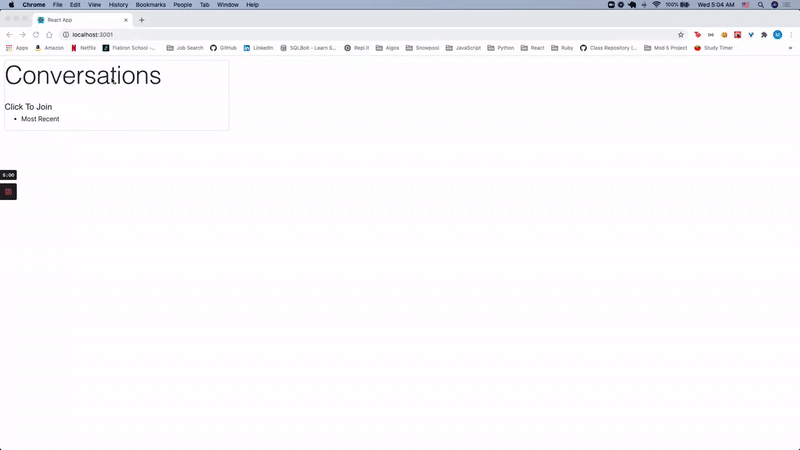 Chrome File Edit View History Bookmarks People Tab Window Help 100% Wed 5:04 AM
React App
localhost:3001
Apps Amazon Netflix Flatiron School –... Job Search GitHub LinkedIn SQLBolt - Learn S... Repl.it Algos Snowpool JavaScript Python React Ruby Class Repository (... Mod 5 Project Study Timer
Conversations
Click To Join
• Most Recent
5:00